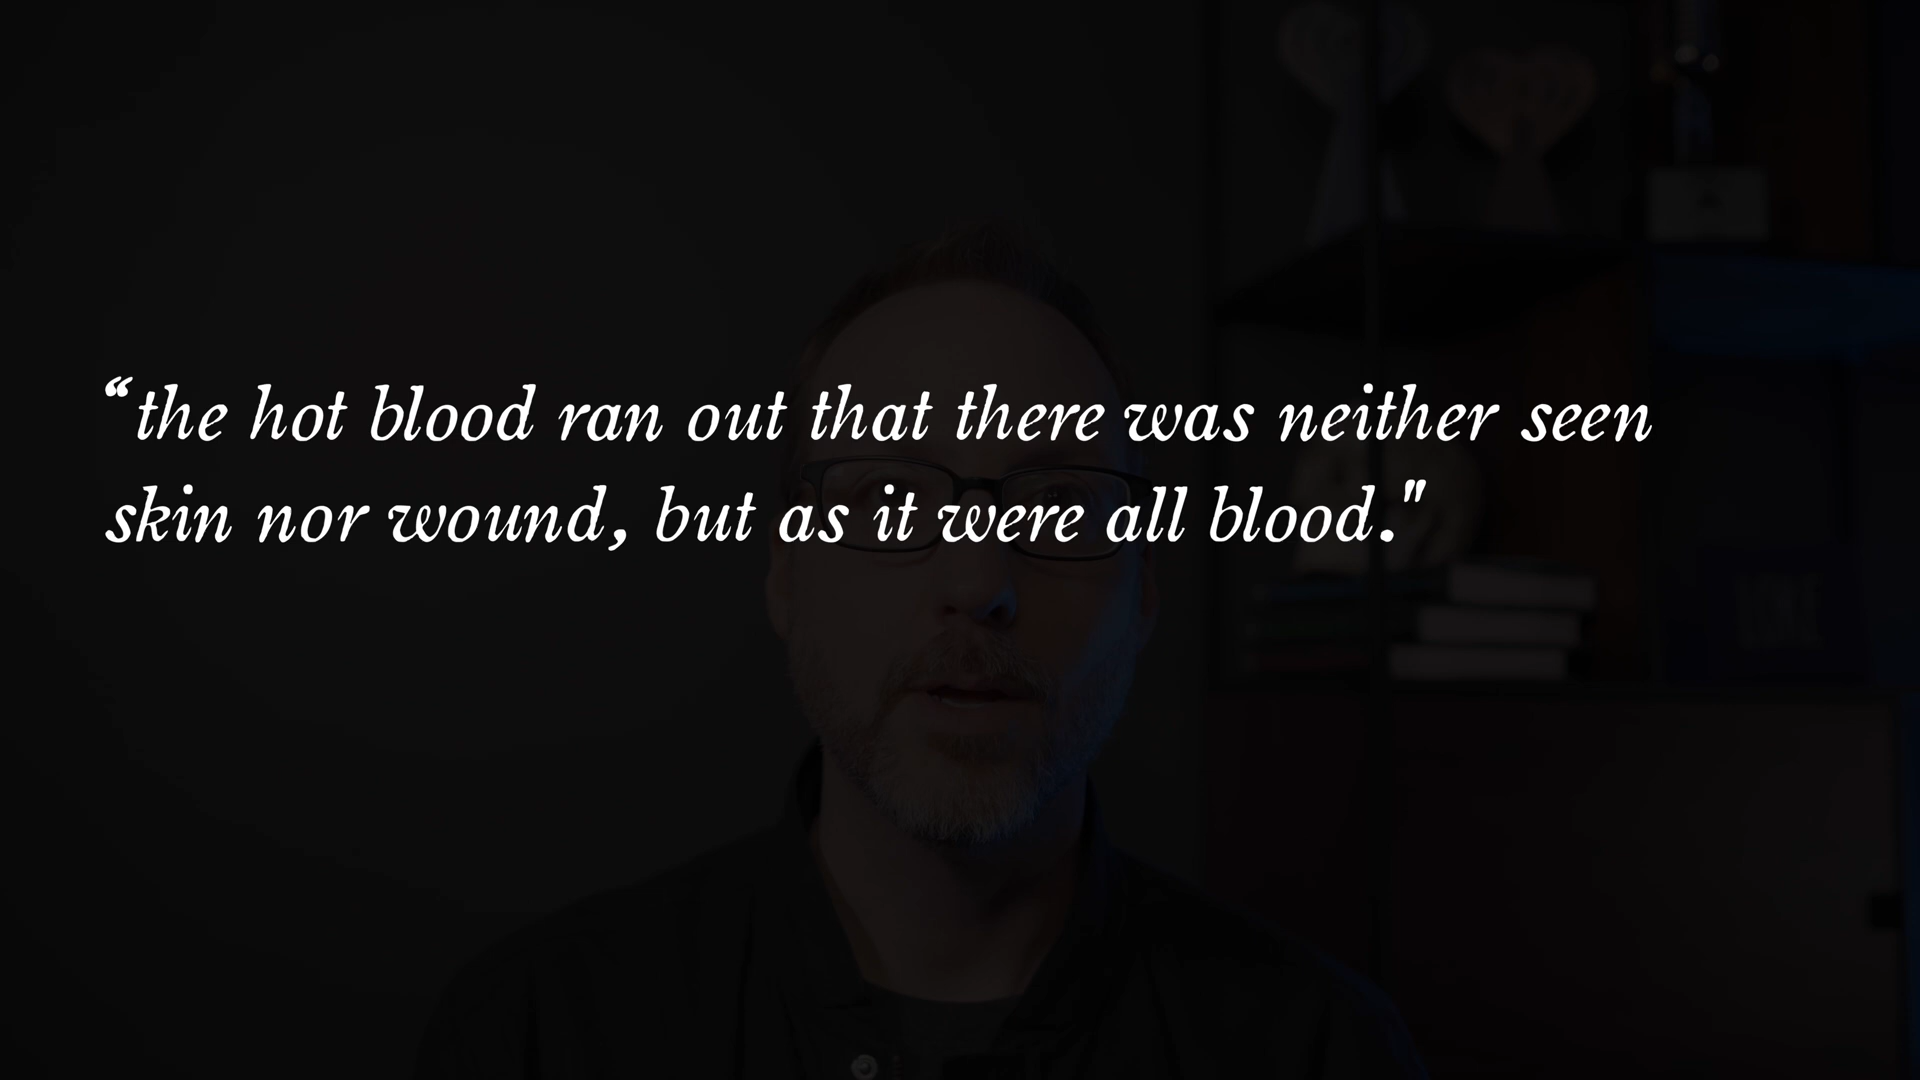 “the hot blood ran out that there was neither seen
skin nor wound, but as it were all blood."